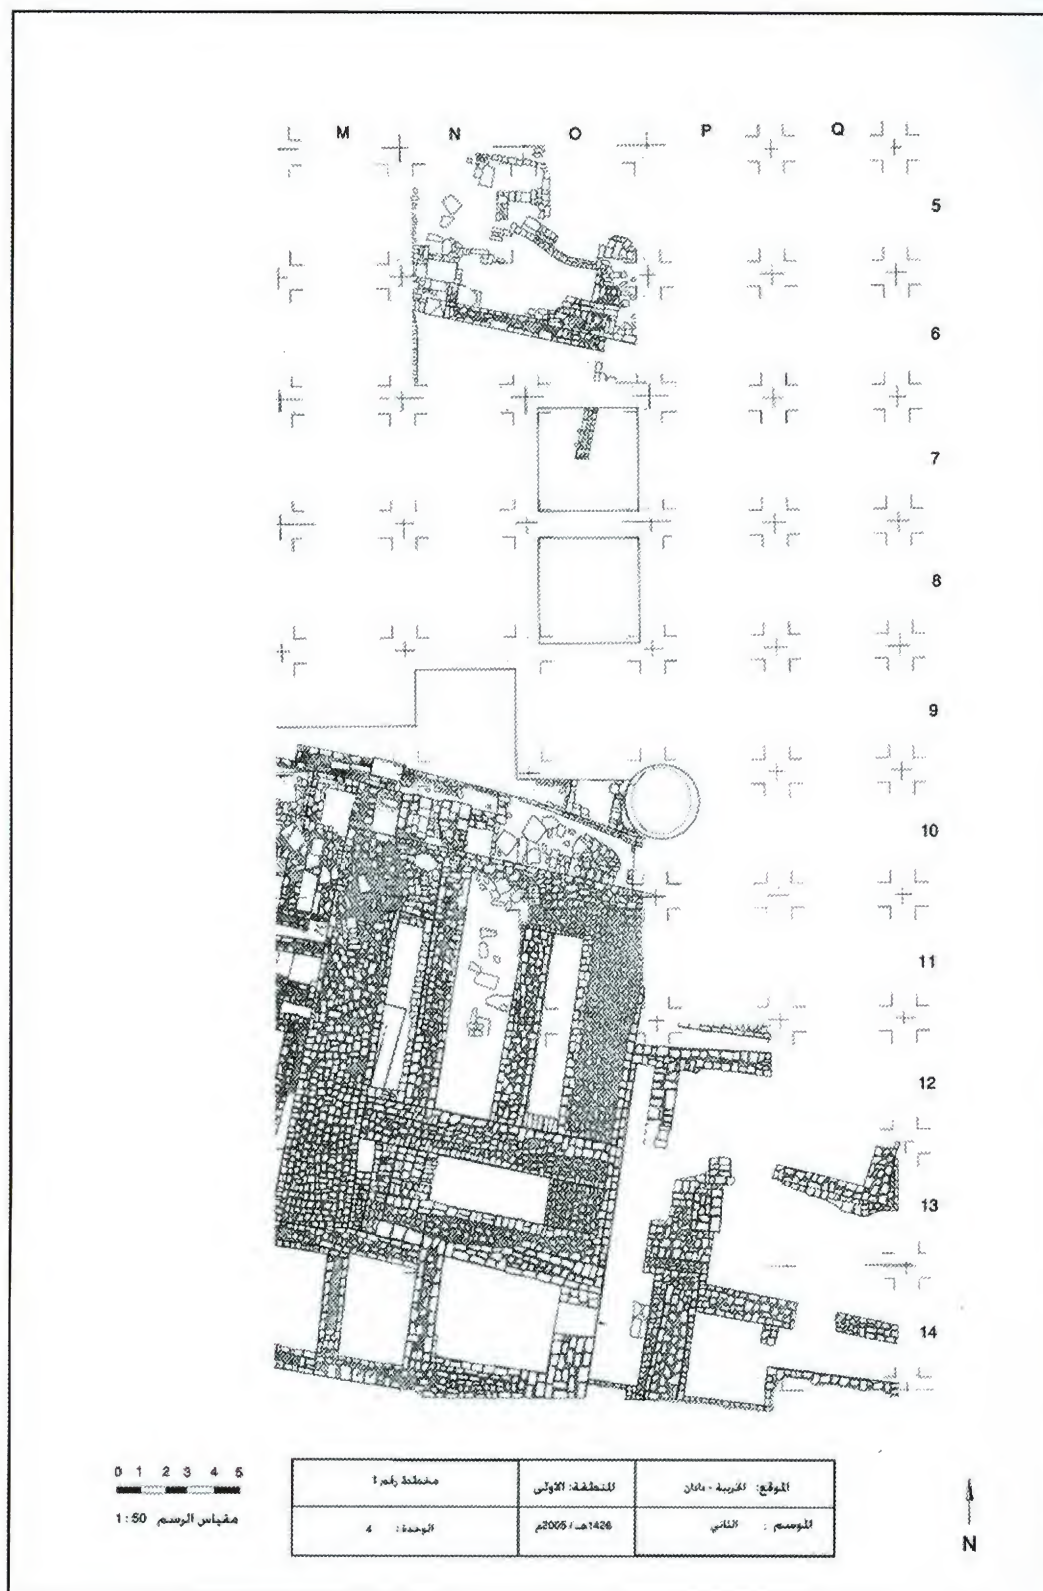 M N O P Q
5
6
7
8
9
10
11
12
13
14
0 1 2 3 4 5
مقياس الرسم 1:50
الموقع: الخريبة - دادان
المنطقة: الأولى
مخطط رقم 1
الموسم : الثاني
1426هـ / 2005م
الوحدة: 4
N